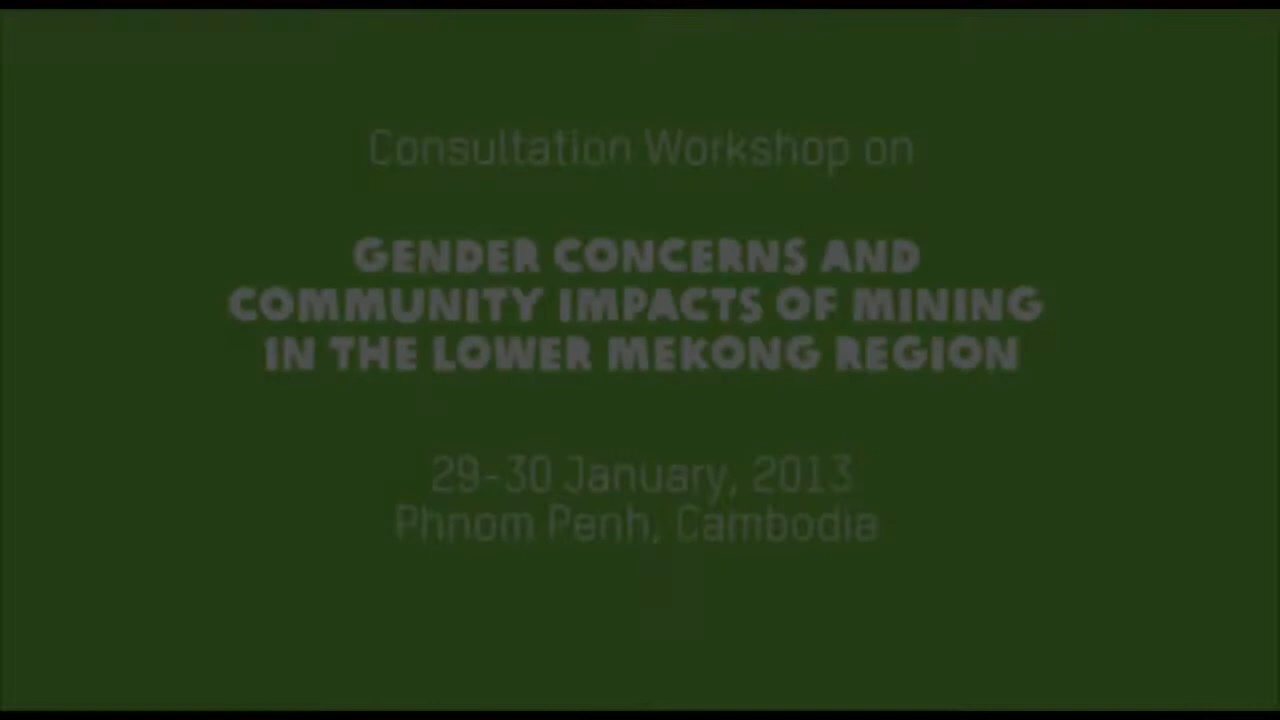 Consultation Workshop on
GENDER CONCERNS AND
COMMUNITY IMPACTS OF MINING
IN THE LOWER MEKONG REGION
29-30 January, 2013
Phnom Penh, Cambodia